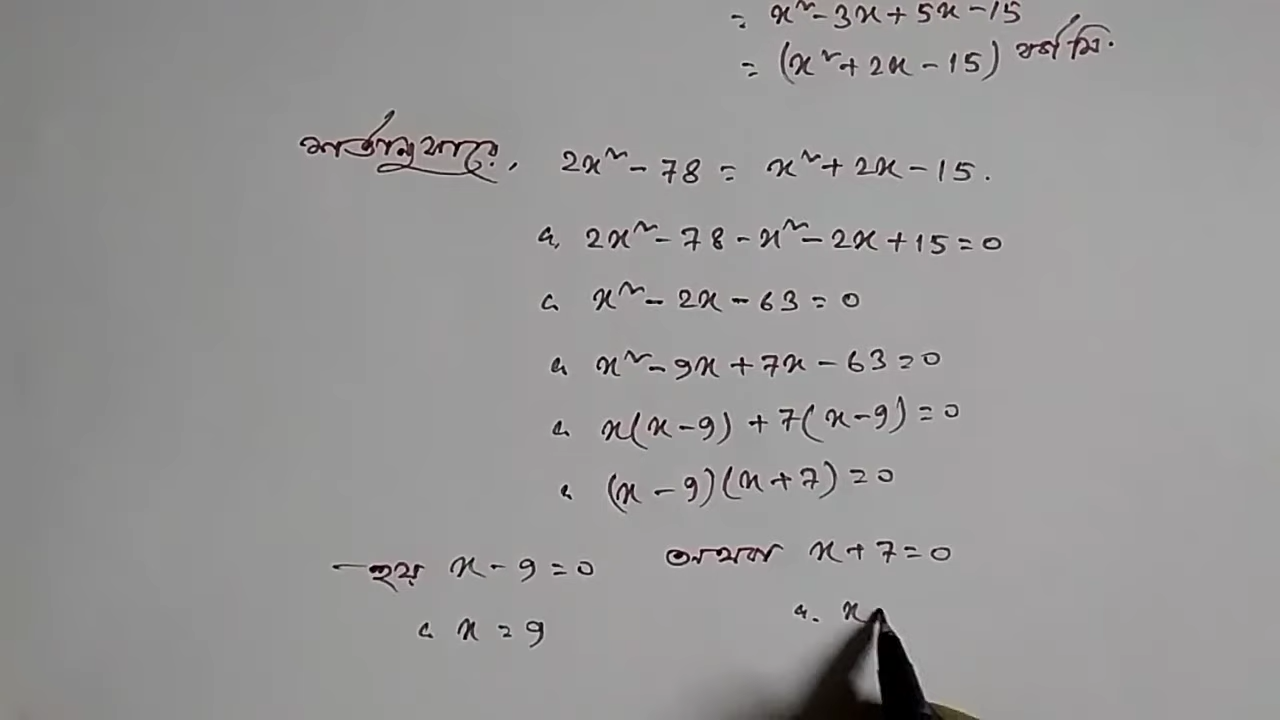 = x² - 3x + 5x - 15
= (x² + 2x - 15) বর্গ মি.
শর্তানুসারে, 2x² - 78 = x² + 2x - 15.
বা, 2x² - 78 - x² - 2x + 15 = 0
বা x² - 2x - 63 = 0
বা x² - 9x + 7x - 63 = 0
বা x(x - 9) + 7(x - 9) = 0
বা (x - 9)(x + 7) = 0
হয় x - 9 = 0 অথবা x + 7 = 0
বা x = 9 বা. x